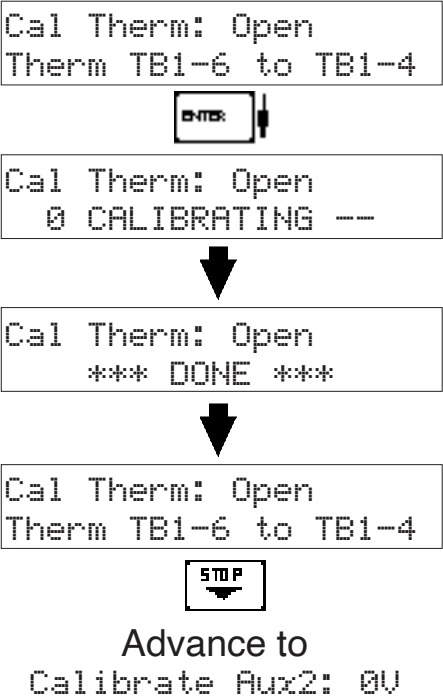 Cal Therm: Open
Therm TB1-6 to TB1-4
ENTER
Cal Therm: Open
0 CALIBRATING --
Cal Therm: Open
*** DONE ***
Cal Therm: Open
Therm TB1-6 to TB1-4
STOP
Advance to
Calibrate Aux2: 0V